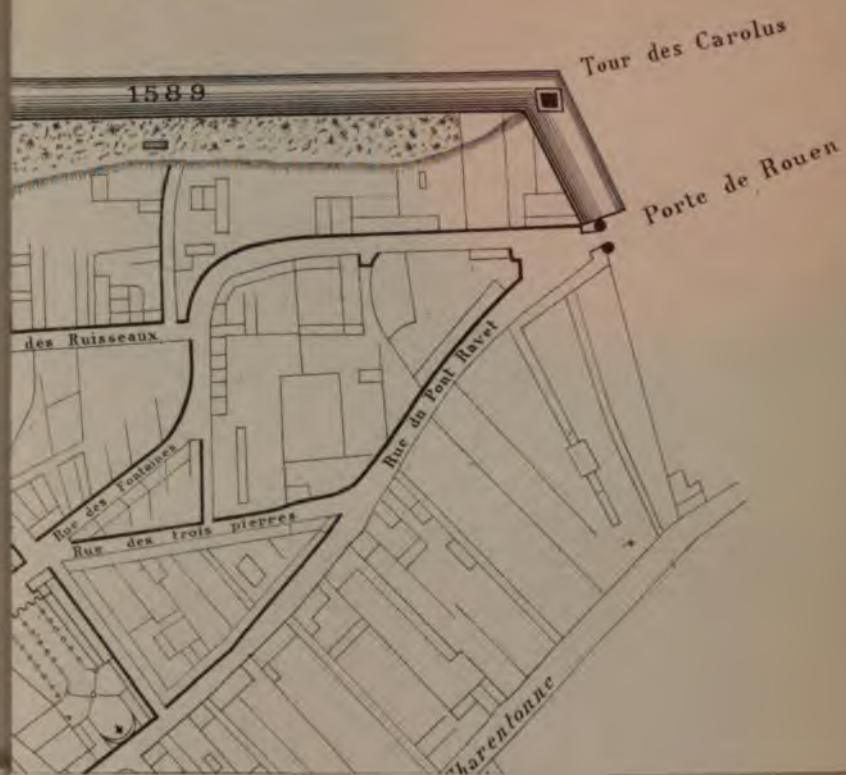 Tour des Carolus
1589
Porte de Rouen
des Ruisseaux
Rue du Pont Ravet
Rue des Fontaines
Rue des trois pierres
Charentonne